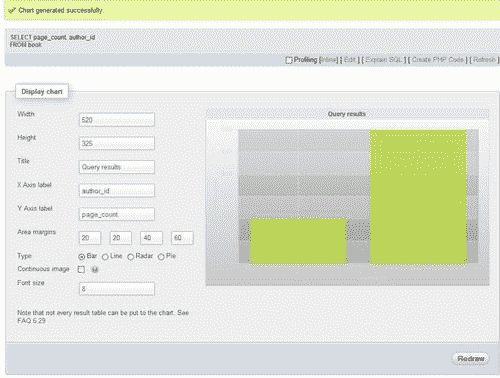 Chart generated successfully.
SELECT page_count, author_id
FROM book
Profiling [Inline] [ Edit ] [ Explain SQL ] [ Create PHP Code ] [ Refresh ]
Display chart
Width 520
Height 325
Title Query results
X Axis label author_id
Y Axis label page_count
Area margins 20 20 40 60
Type Bar Line Radar Pie
Continuous image
Font size 8
Note that not every result table can be put to the chart. See
FAQ 6.29
Query results
Redraw